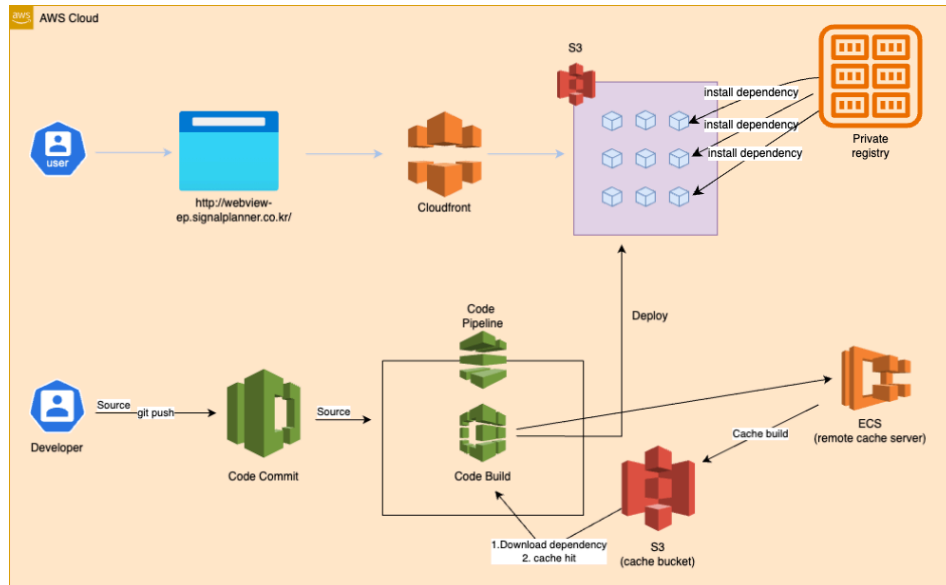 aws
AWS Cloud
S3
install dependency
install dependency
install dependency
Private
registry
user
http://webview-
ep.signalplanner.co.kr/
Cloudfront
Code
Pipeline
Deploy
Source
git push
Source
Developer
Code Commit
Code Build
ECS
(remote cache server)
Cache build
1.Download dependency
2. cache hit
S3
(cache bucket)